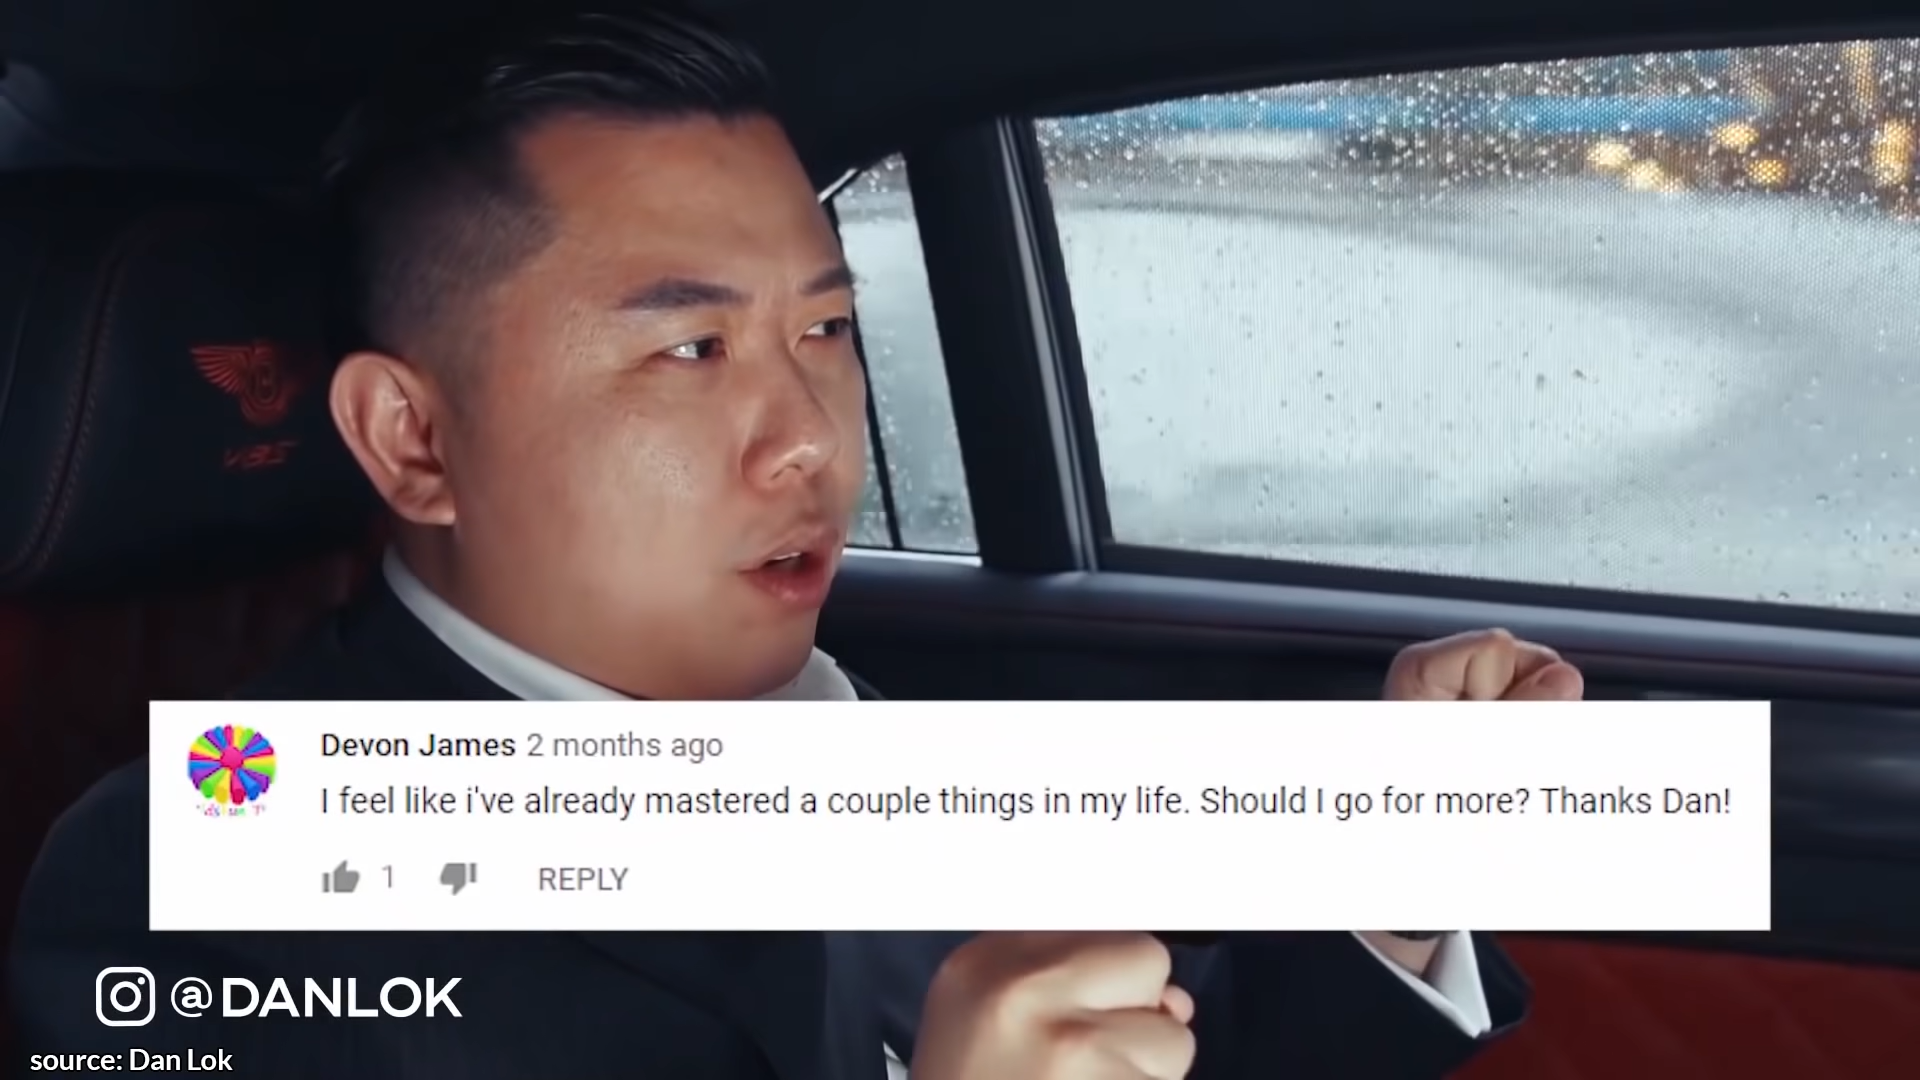 Devon James 2 months ago
I feel like i've already mastered a couple things in my life. Should I go for more? Thanks Dan!
1
REPLY
@DANLOK
source: Dan Lok